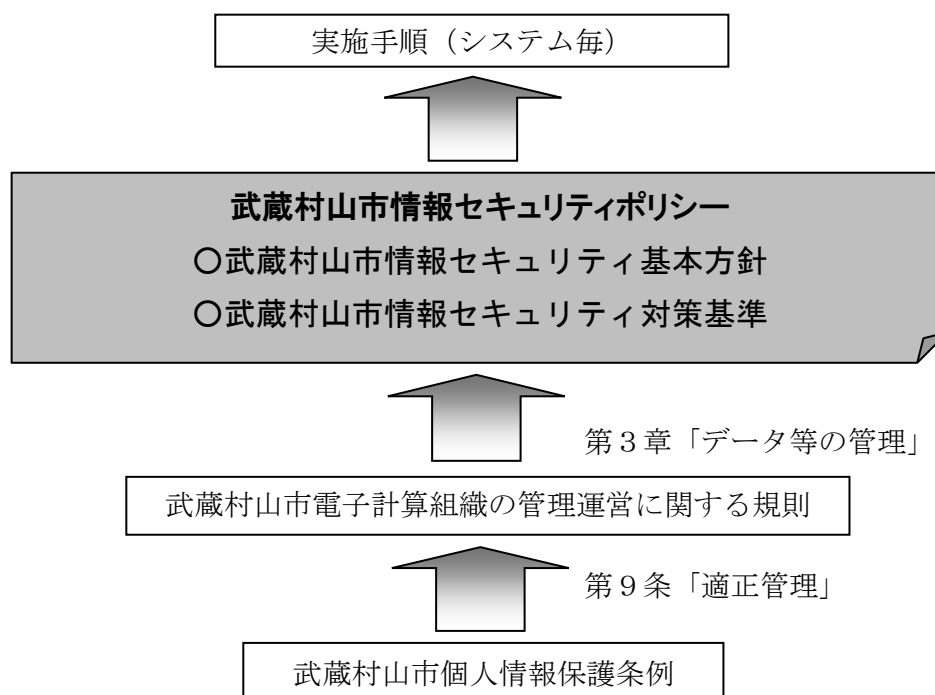 実施手順（システム毎）
武蔵村山市情報セキュリティポリシー
○武蔵村山市情報セキュリティ基本方針
○武蔵村山市情報セキュリティ対策基準
第３章「データ等の管理」
武蔵村山市電子計算組織の管理運営に関する規則
第９条「適正管理」
武蔵村山市個人情報保護条例